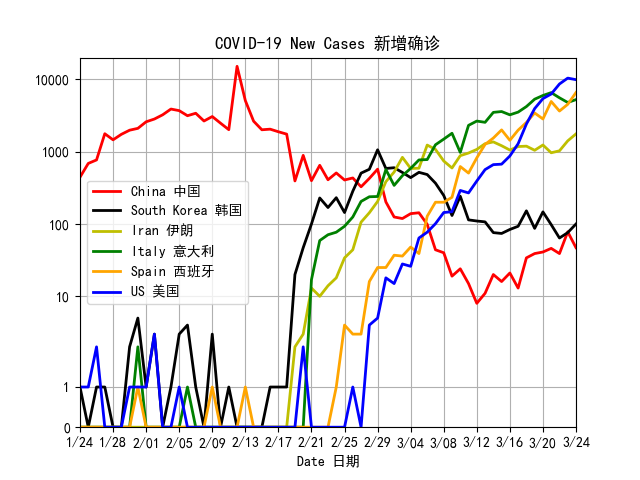 COVID-19 New Cases 新增确诊
10000
1000
100
10
1
0
China 中国
South Korea 韩国
Iran 伊朗
Italy 意大利
Spain 西班牙
US 美国
1/24 1/28 2/01 2/05 2/09 2/13 2/17 2/21 2/25 2/29 3/04 3/08 3/12 3/16 3/20 3/24
Date 日期